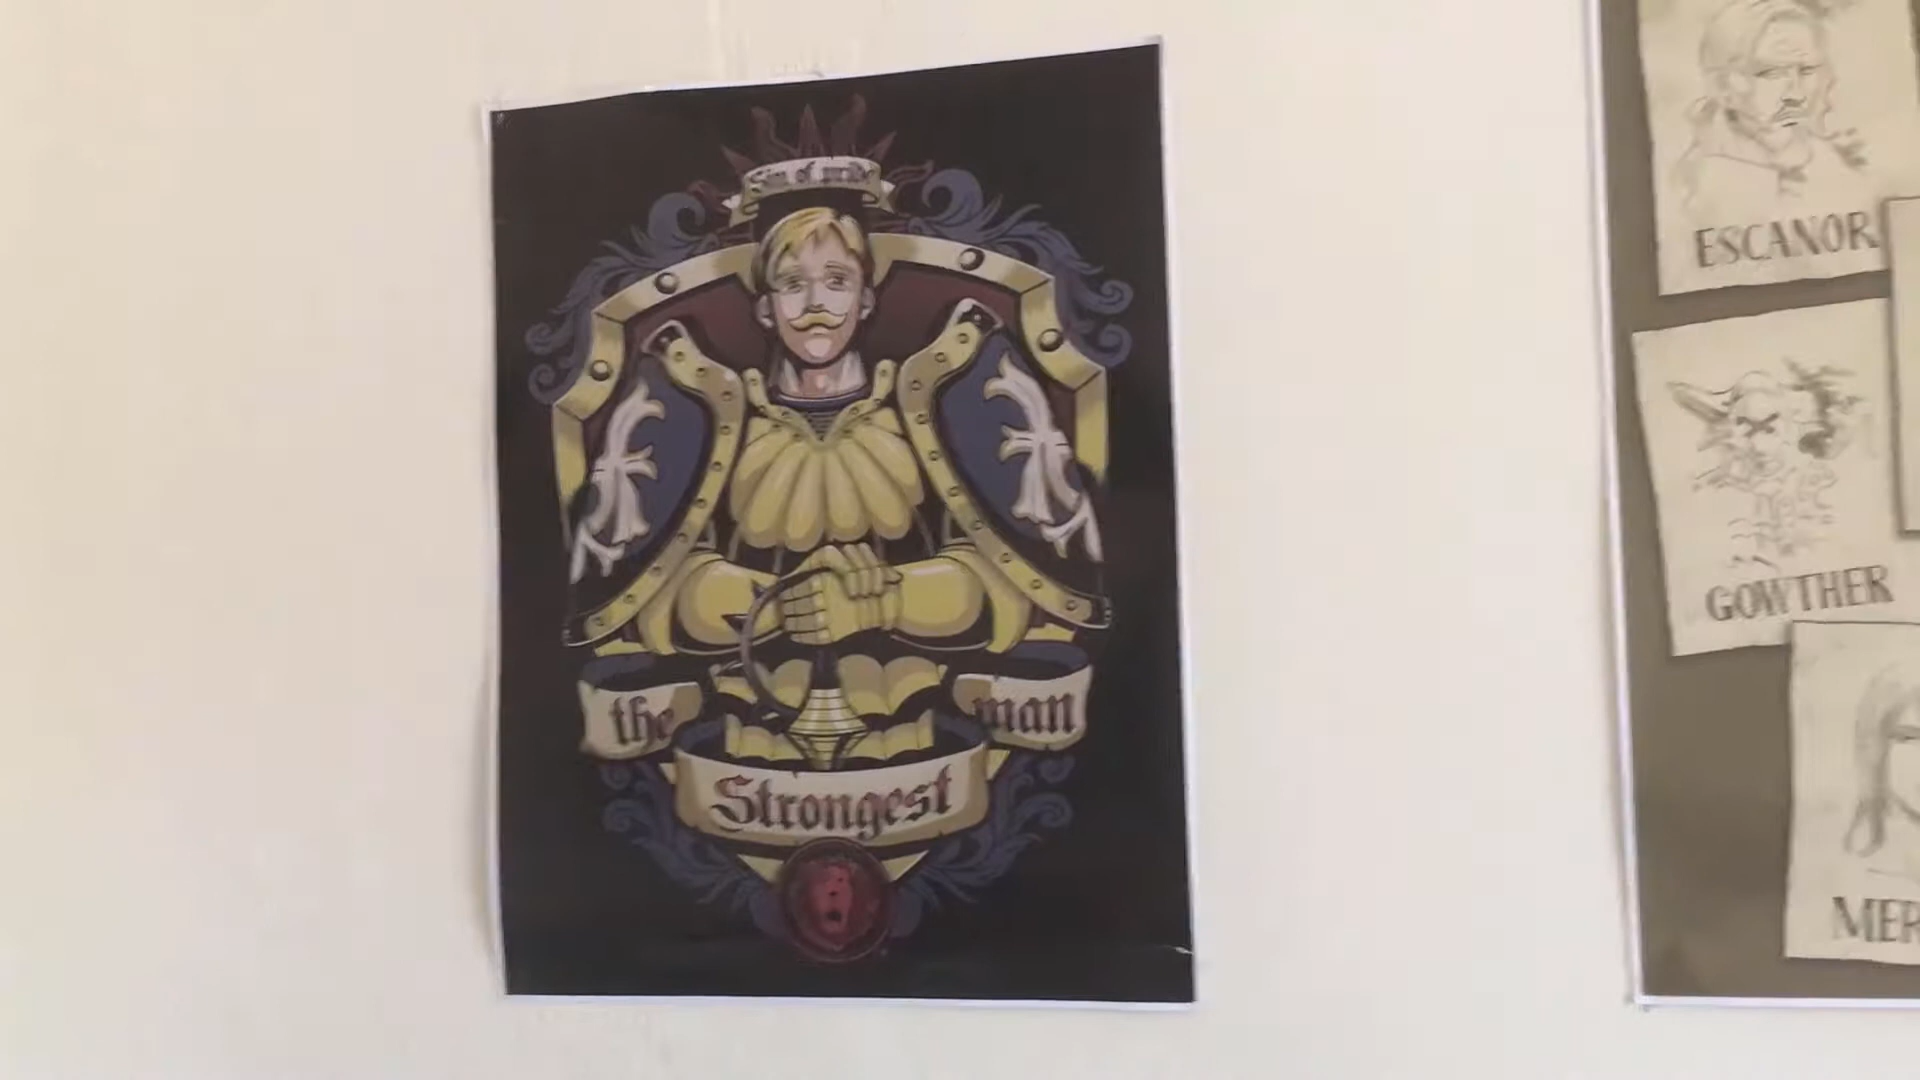 Sin of pride
the
man
Strongest
ESCANOR
GOWTHER
MER